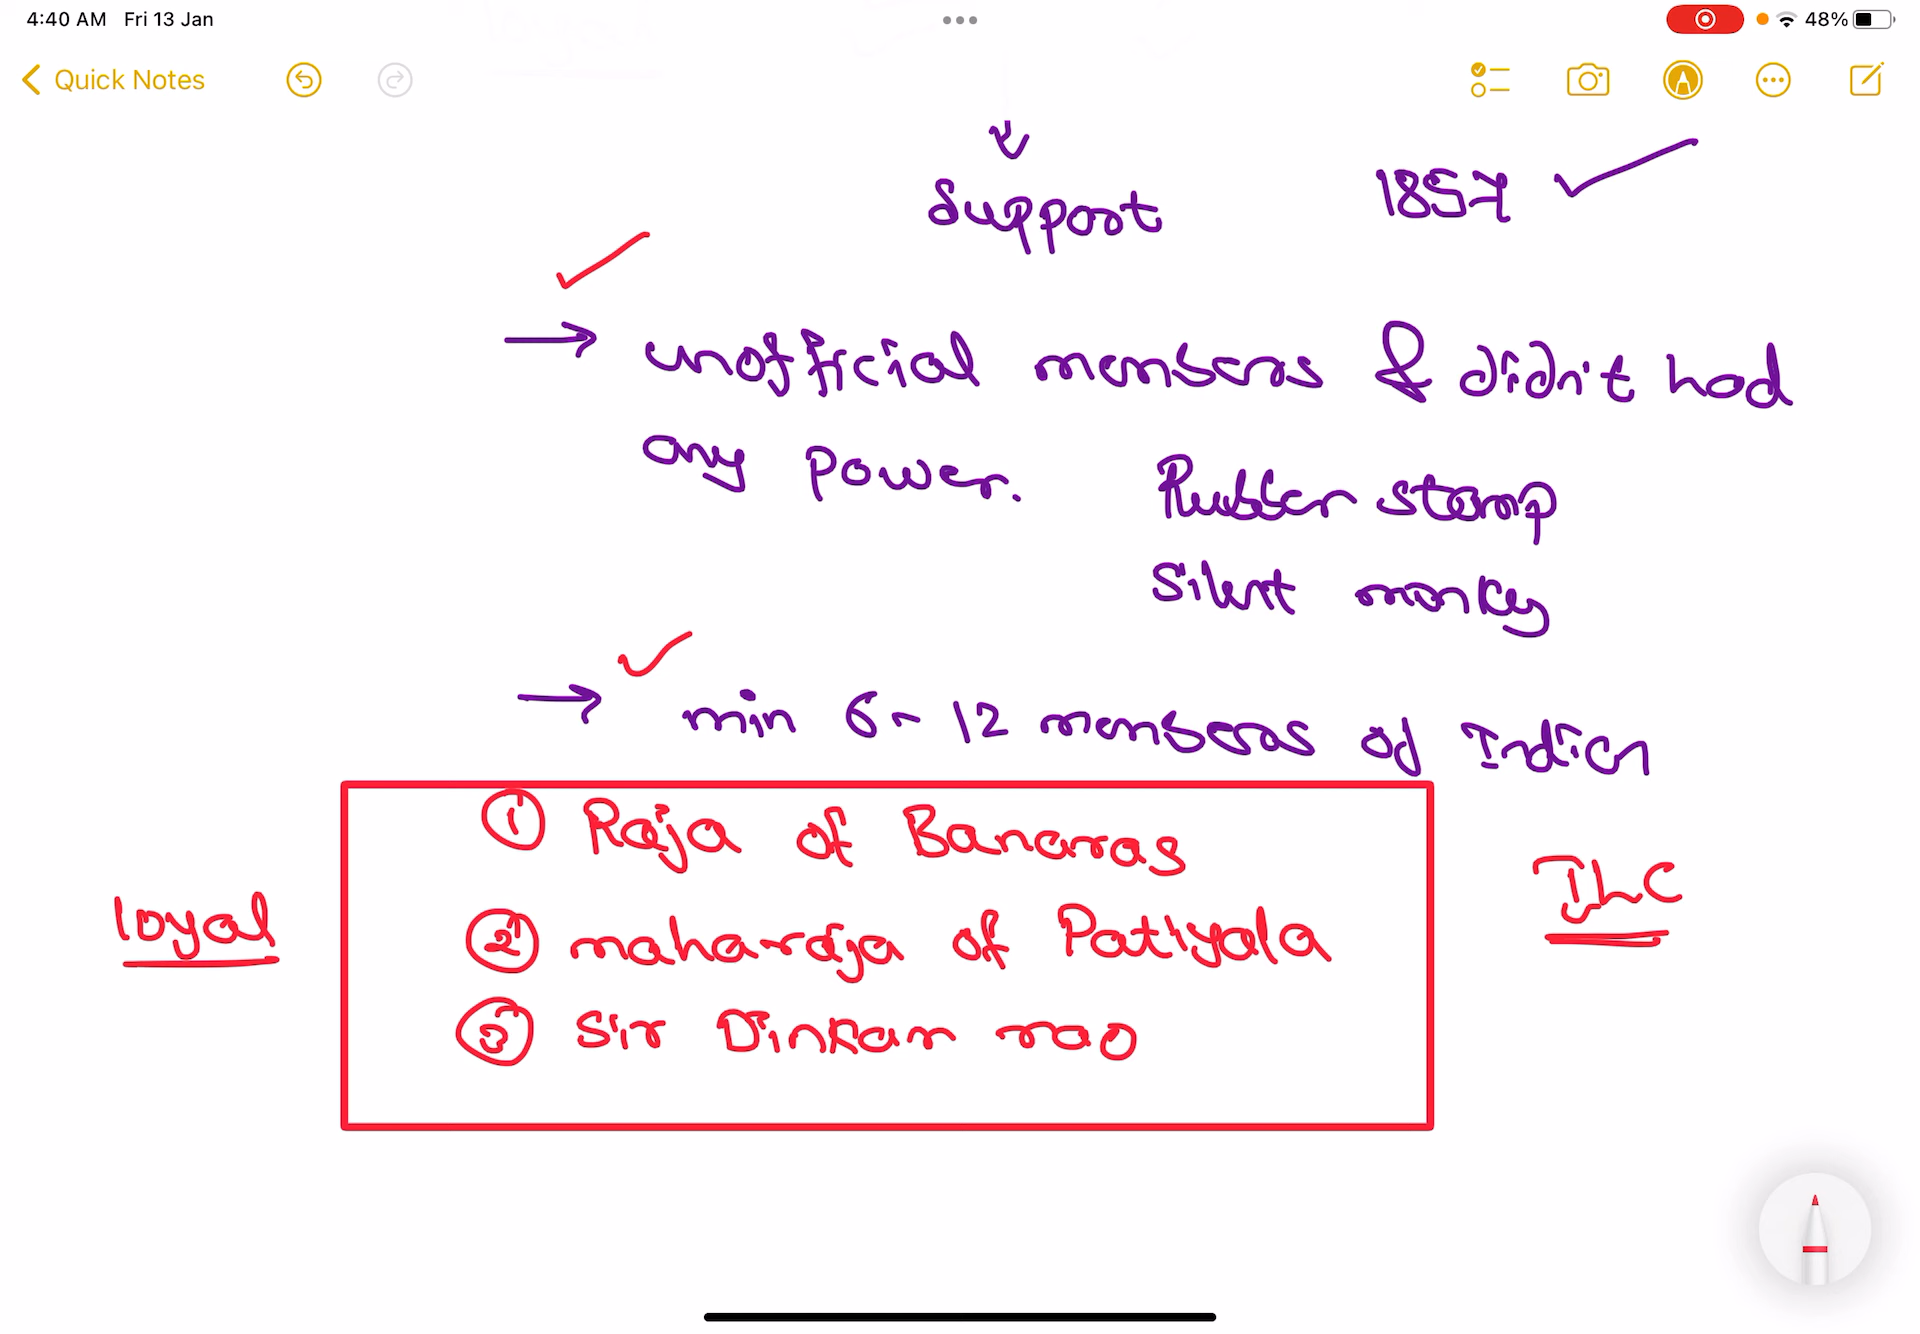 4:40 AM Fri 13 Jan
48%
Quick Notes
Support 1857
unofficial members & didn't had
any power. Rubber stamp
Silent monkey
min 6 - 12 members of Indian
① Raja of Banaras
loyal ② maharaja of Patiyala ILC
③ Sir Dinkar rao